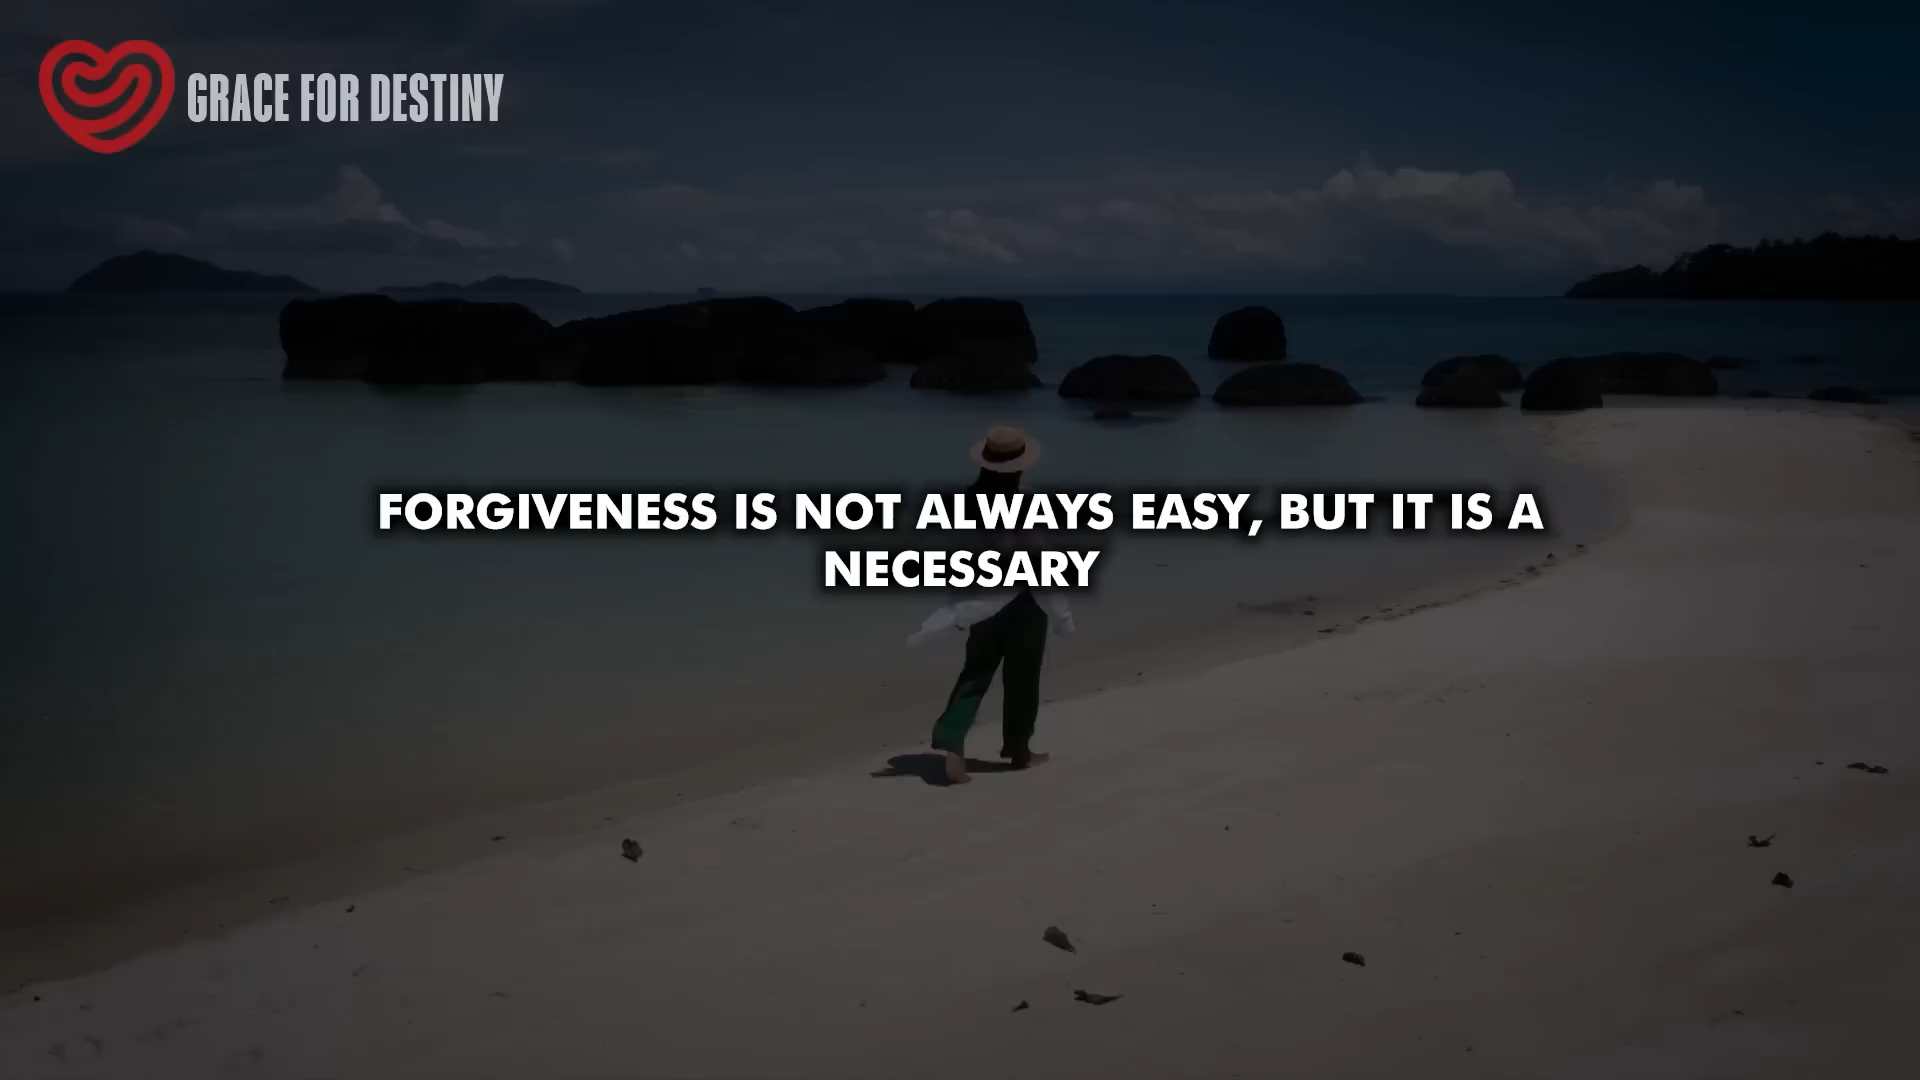 GRACE FOR DESTINY
FORGIVENESS IS NOT ALWAYS EASY, BUT IT IS A
NECESSARY